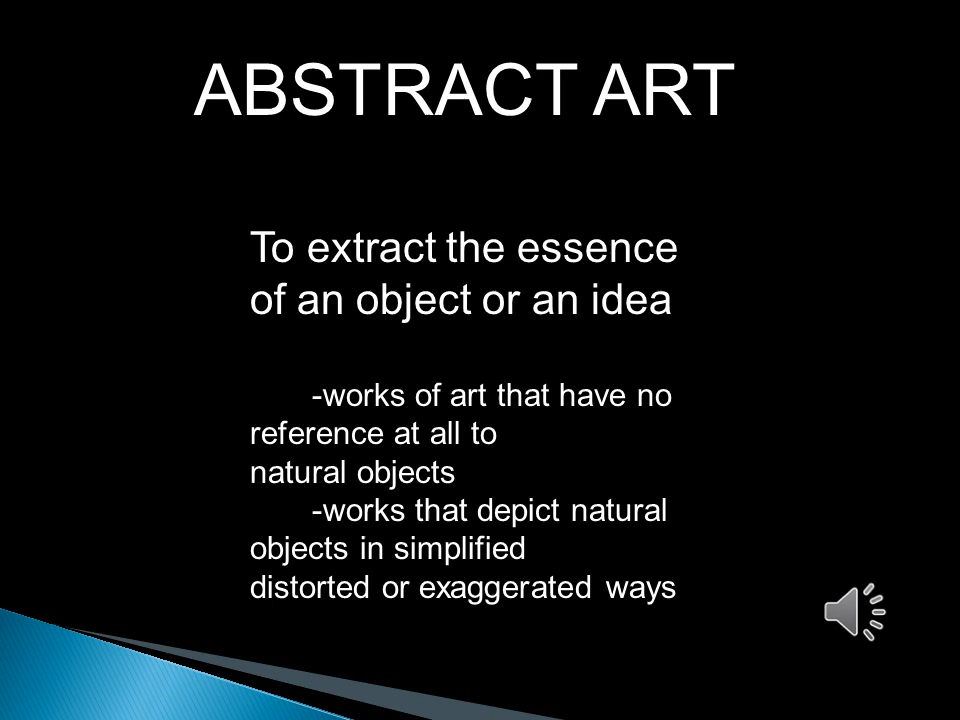 ABSTRACT ART
To extract the essence
of an object or an idea
-works of art that have no
reference at all to
natural objects
-works that depict natural
objects in simplified
distorted or exaggerated ways